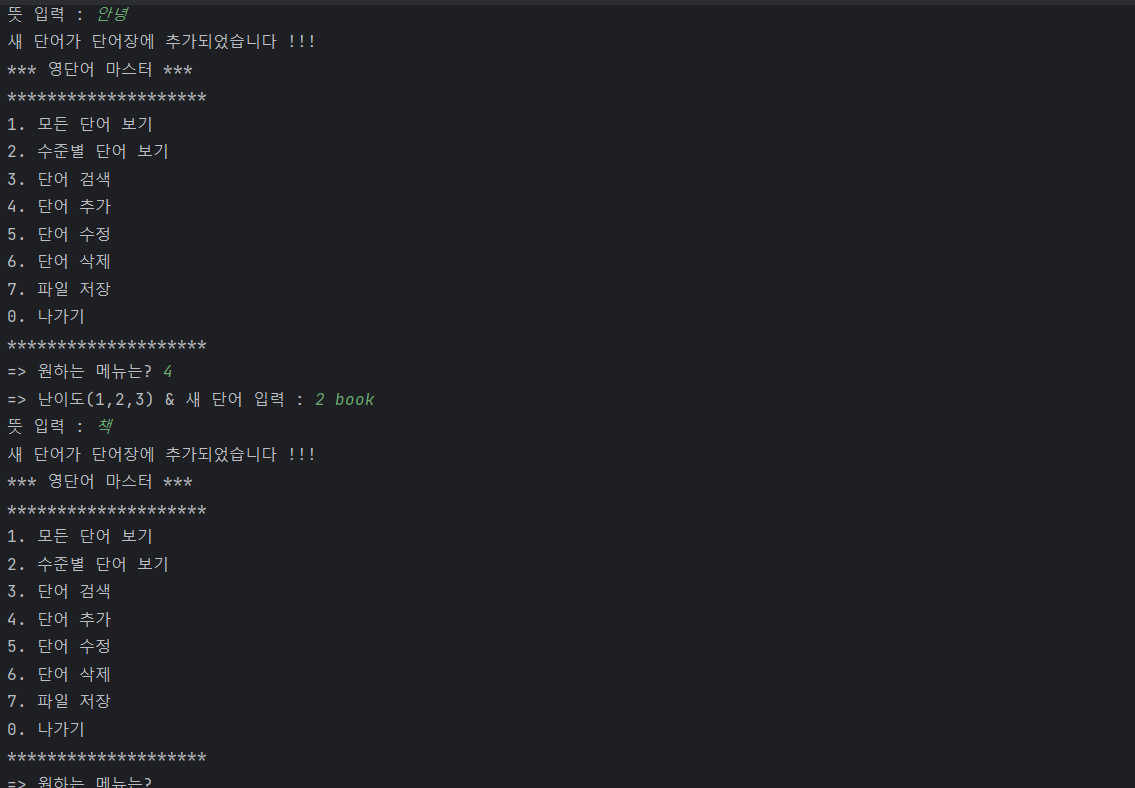 뜻 입력 : 안녕
새 단어가 단어장에 추가되었습니다 !!!
*** 영단어 마스터 ***
********************
1. 모든 단어 보기
2. 수준별 단어 보기
3. 단어 검색
4. 단어 추가
5. 단어 수정
6. 단어 삭제
7. 파일 저장
0. 나가기
********************
=> 원하는 메뉴는? 4
=> 난이도(1,2,3) & 새 단어 입력 : 2 book
뜻 입력 : 책
새 단어가 단어장에 추가되었습니다 !!!
*** 영단어 마스터 ***
********************
1. 모든 단어 보기
2. 수준별 단어 보기
3. 단어 검색
4. 단어 추가
5. 단어 수정
6. 단어 삭제
7. 파일 저장
0. 나가기
********************
=> 원하는 메뉴는?